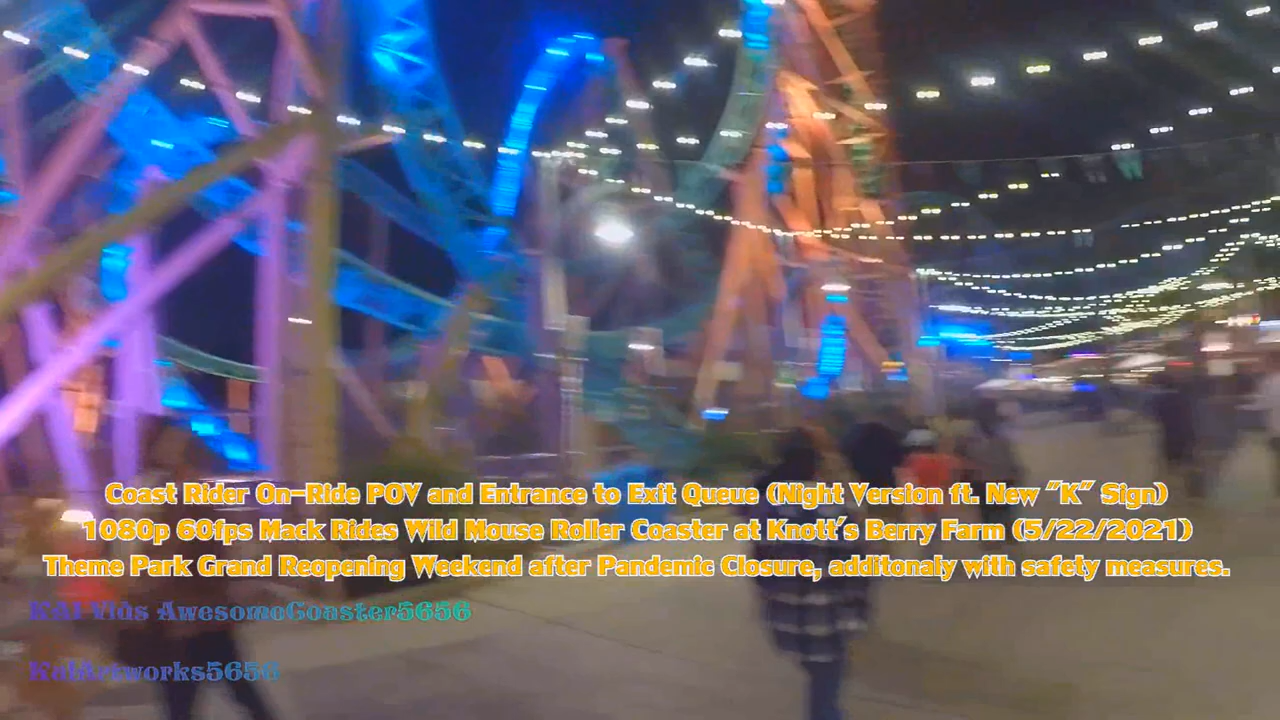 Coast Rider On-Ride POV and Entrance to Exit Queue (Night Version ft. New "K" Sign)
1080p 60fps Mack Rides Wild Mouse Roller Coaster at Knott's Berry Farm (5/22/2021)
Theme Park Grand Reopening Weekend after Pandemic Closure, additonaly with safety measures.
KAI Vids AwesomoCoaster5656
KaiArtworks5656